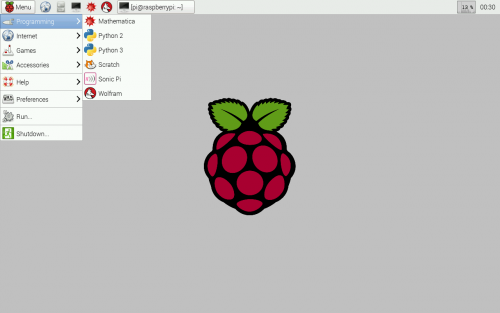 Menu
[pi@raspberrypi: ~]
13 %
00:30
Programming
Internet
Games
Accessories
Help
Preferences
Run...
Shutdown...
Mathematica
Python 2
Python 3
Scratch
Sonic Pi
Wolfram